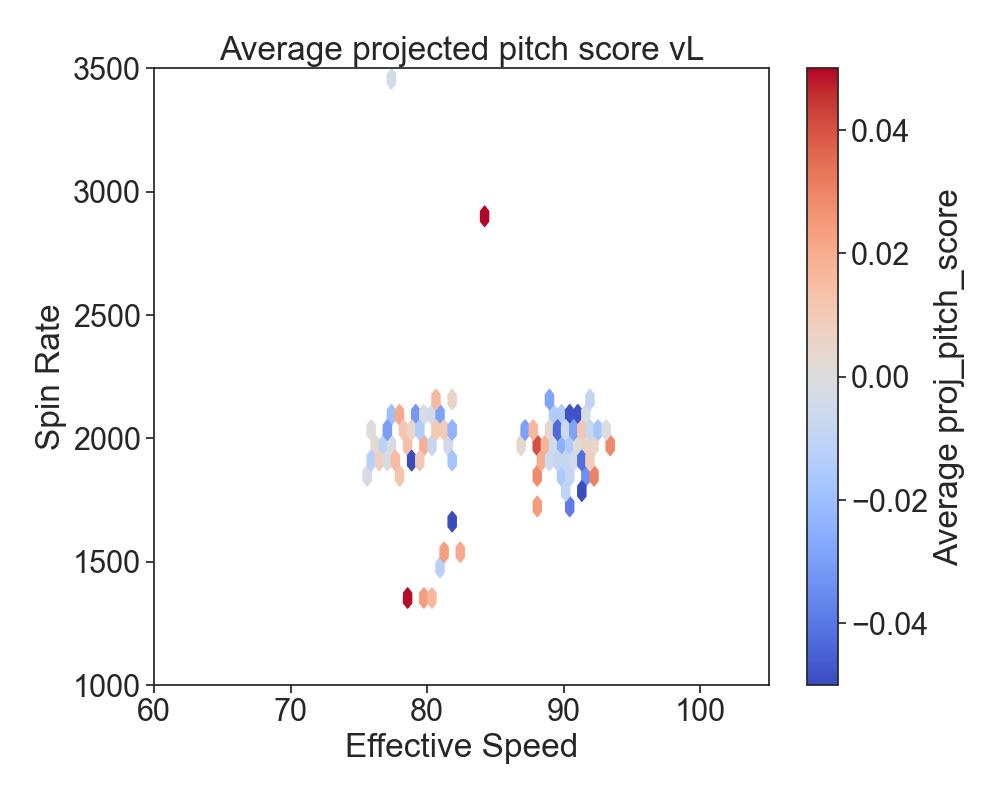 Average projected pitch score vL
3500
3000
2500
2000
1500
1000
Spin Rate
60 70 80 90 100
Effective Speed
0.04
0.02
0.00
−0.02
−0.04
Average proj_pitch_score